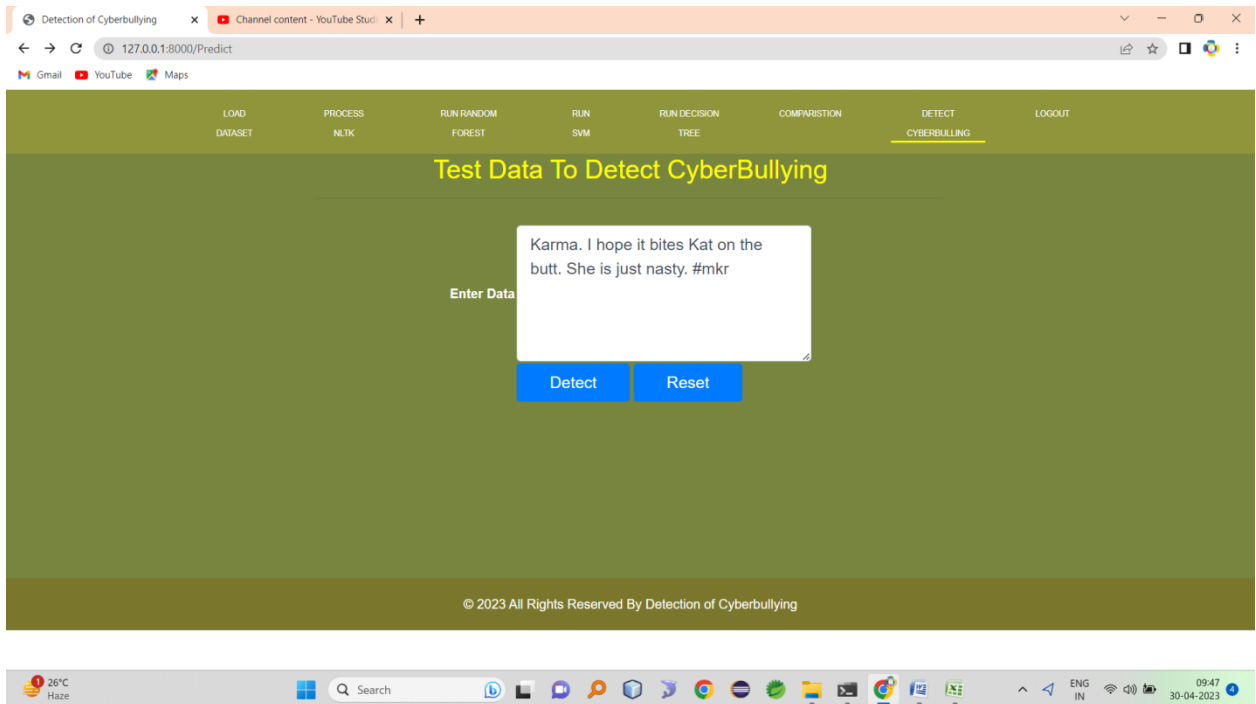 Detection of Cyberbullying
Channel content - YouTube Studi
127.0.0.1:8000/Predict
Gmail YouTube Maps
LOAD DATASET
PROCESS NLTK
RUN RANDOM FOREST
RUN SVM
RUN DECISION TREE
COMPARISTION
DETECT CYBERBULLING
LOGOUT
Test Data To Detect CyberBullying
Enter Data
Karma. I hope it bites Kat on the
butt. She is just nasty. #mkr
Detect Reset
© 2023 All Rights Reserved By Detection of Cyberbullying
1
26°C
Haze
Search
ENG
IN
09:47
30-04-2023
4